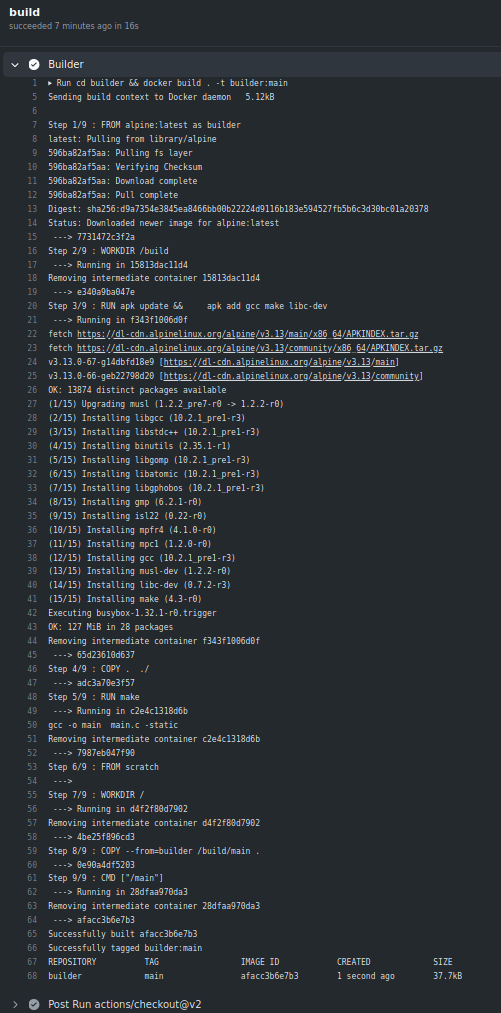 build
succeeded 7 minutes ago in 16s
Builder
1 ▸ Run cd builder && docker build . -t builder:main
5 Sending build context to Docker daemon 5.12kB
6
7 Step 1/9 : FROM alpine:latest as builder
8 latest: Pulling from library/alpine
9 596ba82af5aa: Pulling fs layer
10 596ba82af5aa: Verifying Checksum
11 596ba82af5aa: Download complete
12 596ba82af5aa: Pull complete
13 Digest: sha256:d9a7354e3845ea8466bb00b22224d9116b183e594527fb5b6c3d30bc01a20378
14 Status: Downloaded newer image for alpine:latest
15 ---> 7731472c3f2a
16 Step 2/9 : WORKDIR /build
17 ---> Running in 15813dac11d4
18 Removing intermediate container 15813dac11d4
19 ---> e340a9ba047e
20 Step 3/9 : RUN apk update && apk add gcc make libc-dev
21 ---> Running in f343f1006d0f
22 fetch https://dl-cdn.alpinelinux.org/alpine/v3.13/main/x86_64/APKINDEX.tar.gz
23 fetch https://dl-cdn.alpinelinux.org/alpine/v3.13/community/x86_64/APKINDEX.tar.gz
24 v3.13.0-67-g14dbfd18e9 [https://dl-cdn.alpinelinux.org/alpine/v3.13/main]
25 v3.13.0-66-geb22798d20 [https://dl-cdn.alpinelinux.org/alpine/v3.13/community]
26 OK: 13874 distinct packages available
27 (1/15) Upgrading musl (1.2.2_pre7-r0 -> 1.2.2-r0)
28 (2/15) Installing libgcc (10.2.1_pre1-r3)
29 (3/15) Installing libstdc++ (10.2.1_pre1-r3)
30 (4/15) Installing binutils (2.35.1-r1)
31 (5/15) Installing libgomp (10.2.1_pre1-r3)
32 (6/15) Installing libatomic (10.2.1_pre1-r3)
33 (7/15) Installing libgphobos (10.2.1_pre1-r3)
34 (8/15) Installing gmp (6.2.1-r0)
35 (9/15) Installing isl22 (0.22-r0)
36 (10/15) Installing mpfr4 (4.1.0-r0)
37 (11/15) Installing mpc1 (1.2.0-r0)
38 (12/15) Installing gcc (10.2.1_pre1-r3)
39 (13/15) Installing musl-dev (1.2.2-r0)
40 (14/15) Installing libc-dev (0.7.2-r3)
41 (15/15) Installing make (4.3-r0)
42 Executing busybox-1.32.1-r0.trigger
43 OK: 127 MiB in 28 packages
44 Removing intermediate container f343f1006d0f
45 ---> 65d23610d637
46 Step 4/9 : COPY . ./
47 ---> adc3a70e3f57
48 Step 5/9 : RUN make
49 ---> Running in c2e4c1318d6b
50 gcc -o main main.c -static
51 Removing intermediate container c2e4c1318d6b
52 ---> 7987eb047f90
53 Step 6/9 : FROM scratch
54 --->
55 Step 7/9 : WORKDIR /
56 ---> Running in d4f2f80d7902
57 Removing intermediate container d4f2f80d7902
58 ---> 4be25f896cd3
59 Step 8/9 : COPY --from=builder /build/main .
60 ---> 0e90a4df5203
61 Step 9/9 : CMD ["/main"]
62 ---> Running in 28dfaa970da3
63 Removing intermediate container 28dfaa970da3
64 ---> afacc3b6e7b3
65 Successfully built afacc3b6e7b3
66 Successfully tagged builder:main
67 REPOSITORY TAG IMAGE ID CREATED SIZE
68 builder main afacc3b6e7b3 1 second ago 37.7kB
Post Run actions/checkout@v2